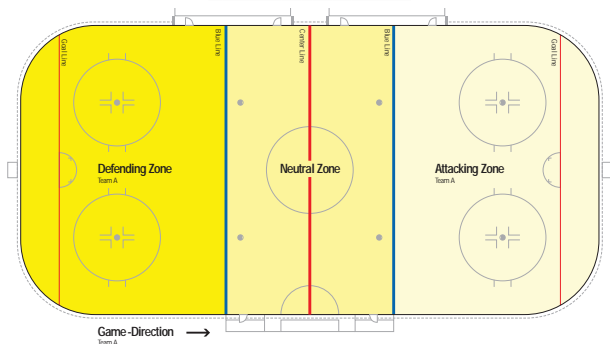 Goal Line
Blue Line
Center Line
Blue Line
Goal Line
Defending Zone
Team A
Neutral Zone
Attacking Zone
Team A
Game-Direction
Team A